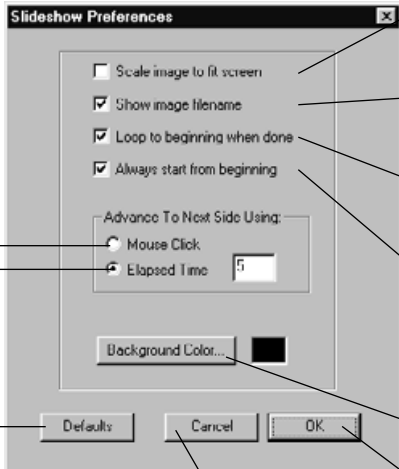 Slideshow Preferences
Scale image to fit screen
Show image filename
Loop to beginning when done
Always start from beginning
Advance To Next Side Using:
Mouse Click
Elapsed Time 5
Background Color...
Defaults Cancel OK